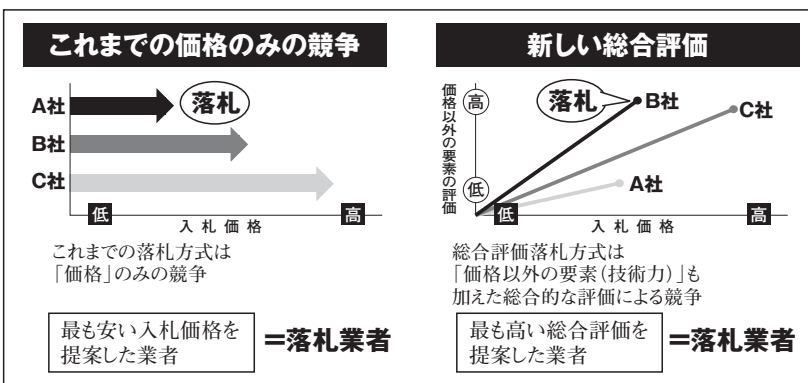 これまでの価格のみの競争
A社
落札
B社
C社
低
入札価格
高
これまでの落札方式は
「価格」のみの競争
最も安い入札価格を
提案した業者
＝落札業者
新しい総合評価
価格以外の要素の評価
高
落札
B社
C社
低
A社
低
入札価格
高
総合評価落札方式は
「価格以外の要素（技術力）」も
加えた総合的な評価による競争
最も高い総合評価を
提案した業者
＝落札業者